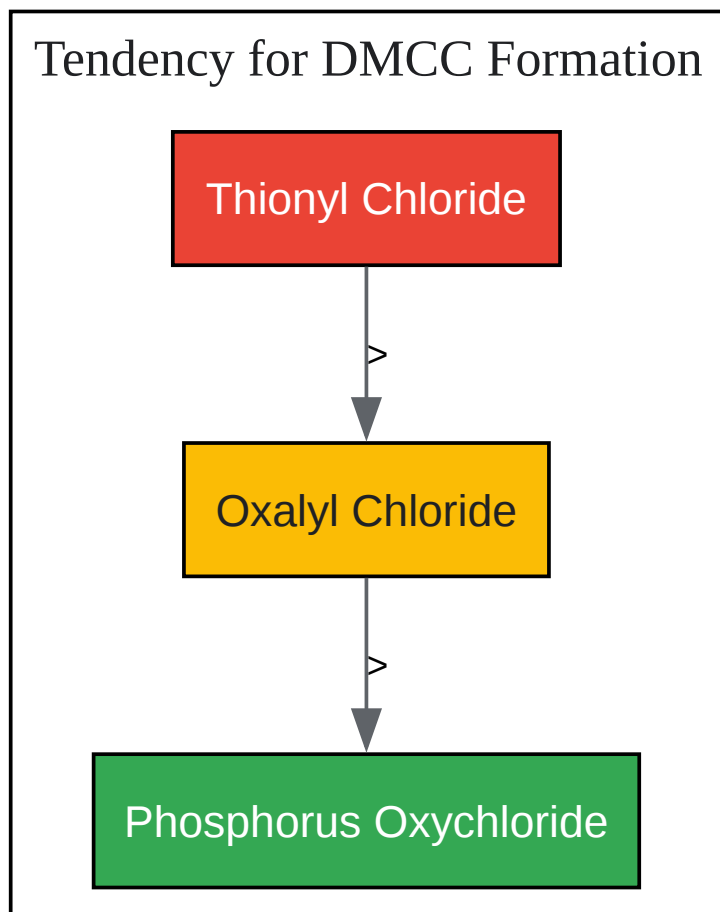 Tendency for DMCC Formation
Thionyl Chloride
>
Oxalyl Chloride
>
Phosphorus Oxychloride